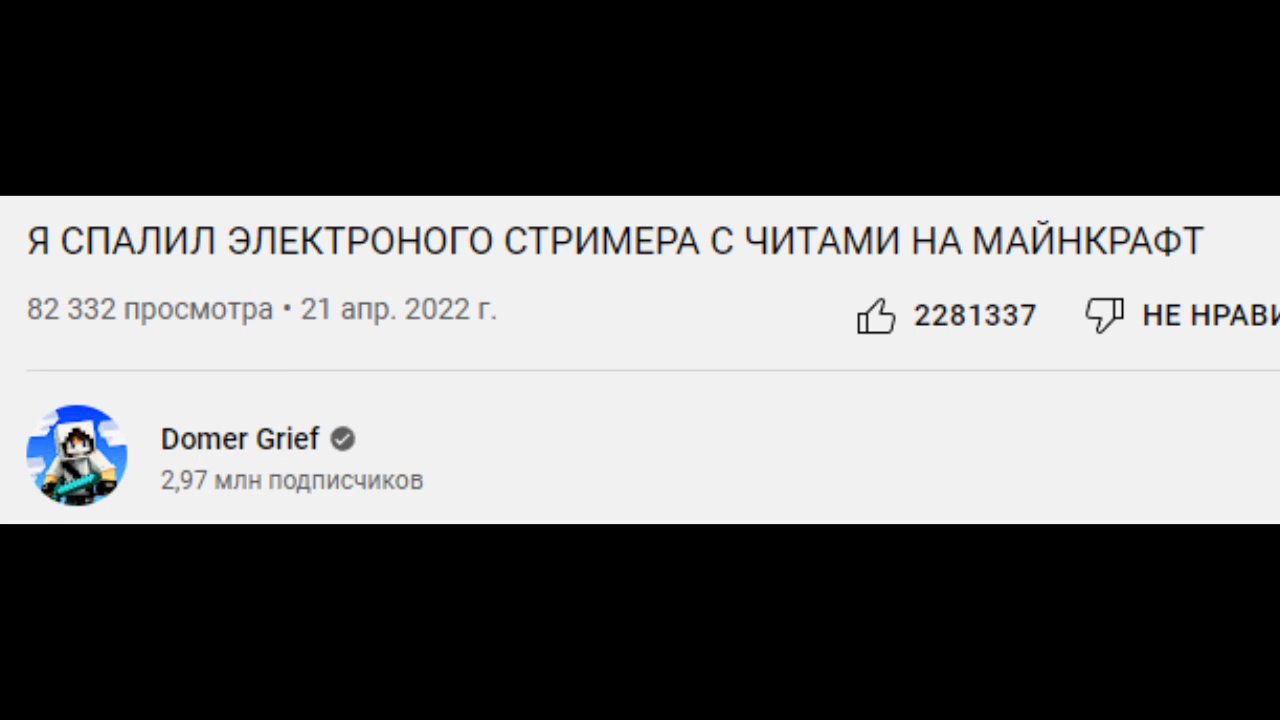 Я СПАЛИЛ ЭЛЕКТРОНОГО СТРИМЕРА С ЧИТАМИ НА МАЙНКРАФТ
82 332 просмотра • 21 апр. 2022 г.
2281337 НЕ НРАВИ
Domer Grief
2,97 млн подписчиков